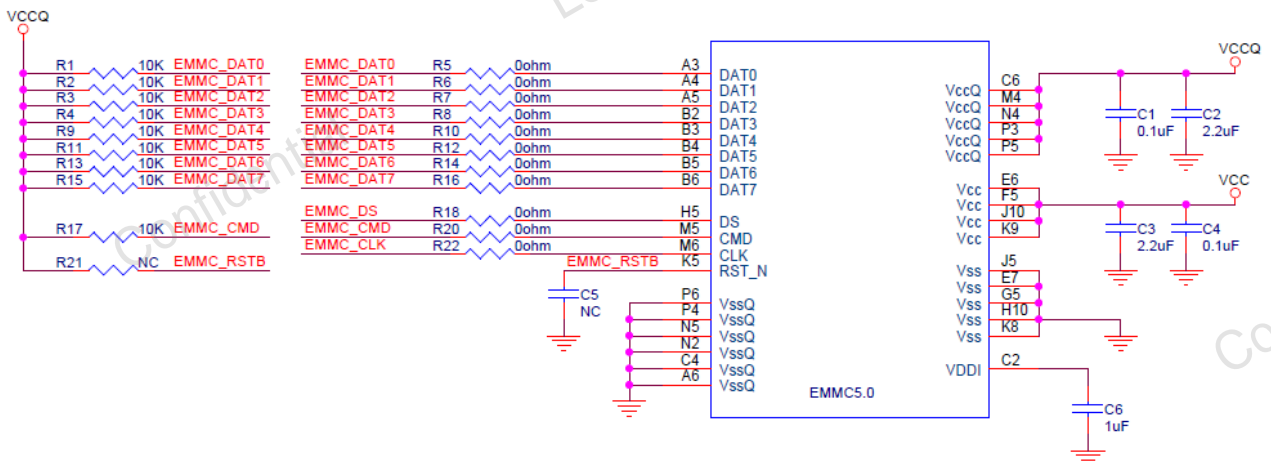 VCCQ
R1 10K EMMC_DAT0
R2 10K EMMC_DAT1
R3 10K EMMC_DAT2
R4 10K EMMC_DAT3
R9 10K EMMC_DAT4
R11 10K EMMC_DAT5
R13 10K EMMC_DAT6
R15 10K EMMC_DAT7
R17 10K EMMC_CMD
R21 NC EMMC_RSTB
EMMC_DAT0 R5 0ohm A3 DAT0
EMMC_DAT1 R6 0ohm A4 DAT1
EMMC_DAT2 R7 0ohm A5 DAT2
EMMC_DAT3 R8 0ohm B2 DAT3
EMMC_DAT4 R10 0ohm B3 DAT4
EMMC_DAT5 R12 0ohm B4 DAT5
EMMC_DAT6 R14 0ohm B5 DAT6
EMMC_DAT7 R16 0ohm B6 DAT7
EMMC_DS R18 0ohm H5 DS
EMMC_CMD R20 0ohm M5 CMD
EMMC_CLK R22 0ohm M6 CLK
EMMC_RSTB K5 RST_N
C5
NC
P6 VssQ
P4 VssQ
N5 VssQ
N2 VssQ
C4 VssQ
A6 VssQ
EMMC5.0
VccQ C6
VccQ M4
VccQ N4
VccQ P3
VccQ P5
Vcc E6
Vcc F5
Vcc J10
Vcc K9
Vss J5
Vss E7
Vss G5
Vss H10
Vss K8
VDDI C2
VCCQ
C1
0.1uF
C2
2.2uF
VCC
C3
2.2uF
C4
0.1uF
C6
1uF
Confidential